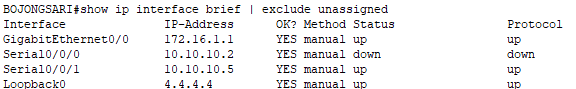 BOJONGSARI#show ip interface brief | exclude unassigned
Interface IP-Address OK? Method Status Protocol
GigabitEthernet0/0 172.16.1.1 YES manual up up
Serial0/0/0 10.10.10.2 YES manual down down
Serial0/0/1 10.10.10.5 YES manual up up
Loopback0 4.4.4.4 YES manual up up